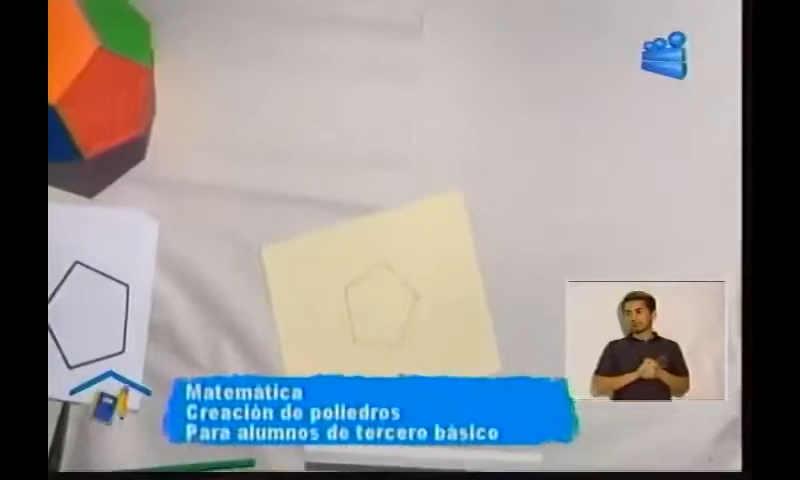 Matemática
Creación de poliedros
Para alumnos de tercero básico